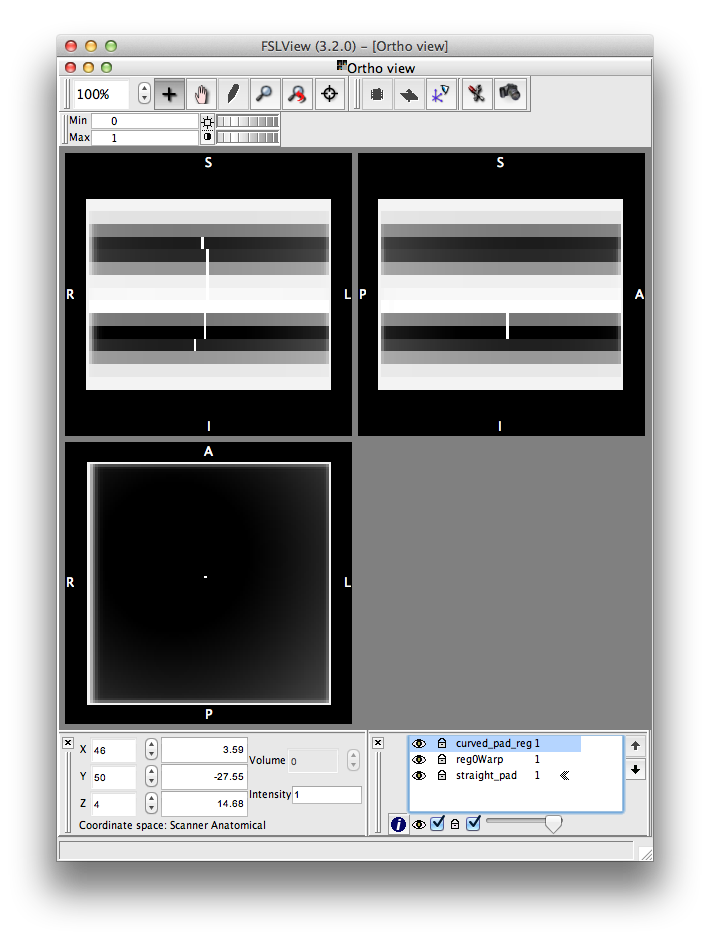 FSLView (3.2.0) – [Ortho view]
Ortho view
100%
Min 0
Max 1
S
S
R
L
P
A
I
I
A
R
L
P
X 46 3.59
Y 50 -27.55
Z 4 14.68
Volume 0
Intensity 1
Coordinate space: Scanner Anatomical
curved_pad_reg 1
reg0Warp 1
straight_pad 1